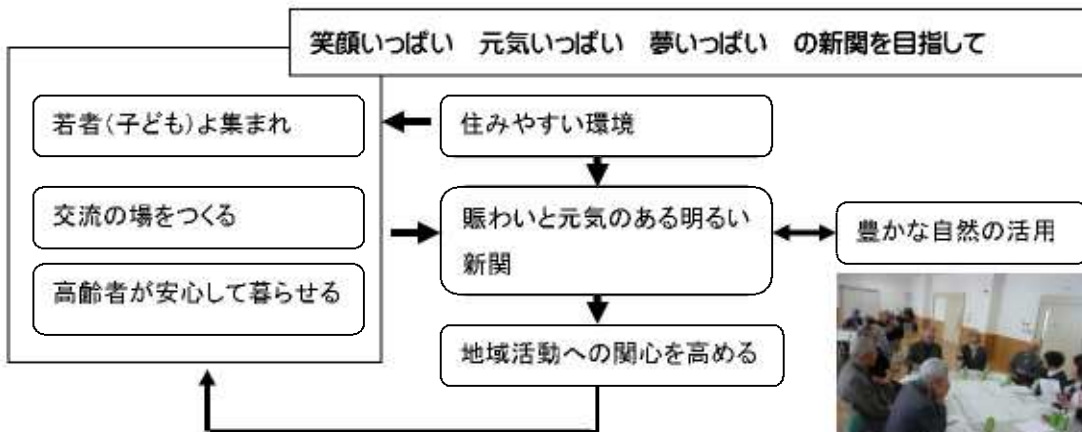 笑顔いっぱい　元気いっぱい　夢いっぱい　の新関を目指して
若者(子ども)よ集まれ
住みやすい環境
交流の場をつくる
賑わいと元気のある明るい
新関
豊かな自然の活用
高齢者が安心して暮らせる
地域活動への関心を高める